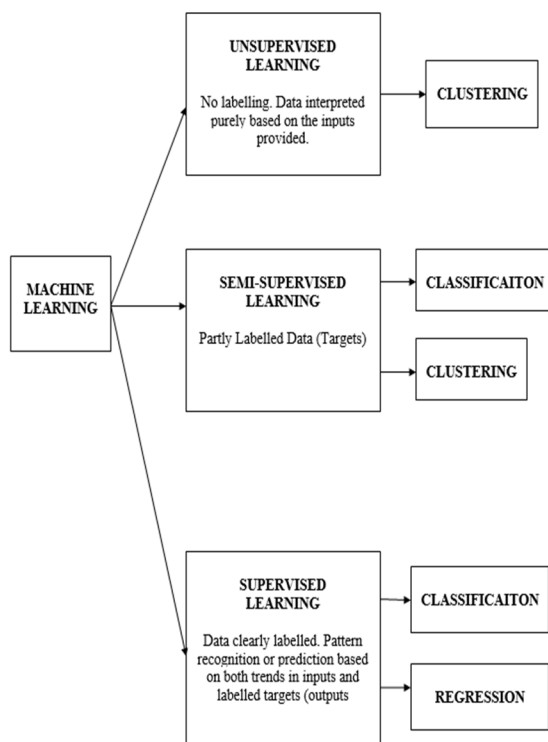 UNSUPERVISED
LEARNING
No labelling. Data interpreted
purely based on the inputs
provided.
CLUSTERING
MACHINE
LEARNING
SEMI-SUPERVISED
LEARNING
Partly Labelled Data (Targets)
CLASSIFICAITON
CLUSTERING
SUPERVISED
LEARNING
Data clearly labelled. Pattern
recognition or prediction based
on both trends in inputs and
labelled targets (outputs
CLASSIFICAITON
REGRESSION